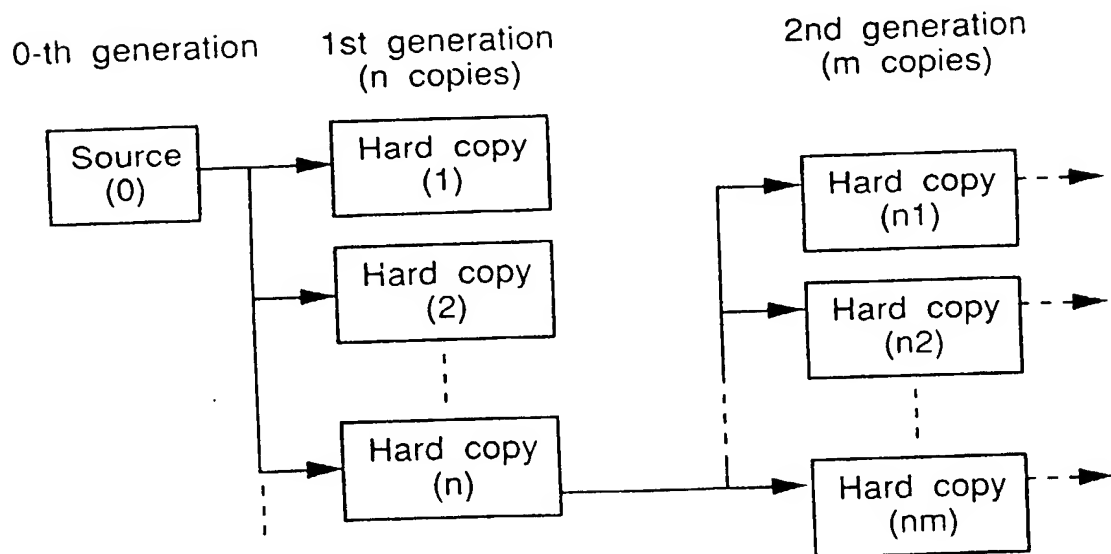 0-th generation
1st generation
(n copies)
2nd generation
(m copies)
Source
(0)
Hard copy
(1)
Hard copy
(2)
Hard copy
(n)
Hard copy
(n1)
Hard copy
(n2)
Hard copy
(nm)